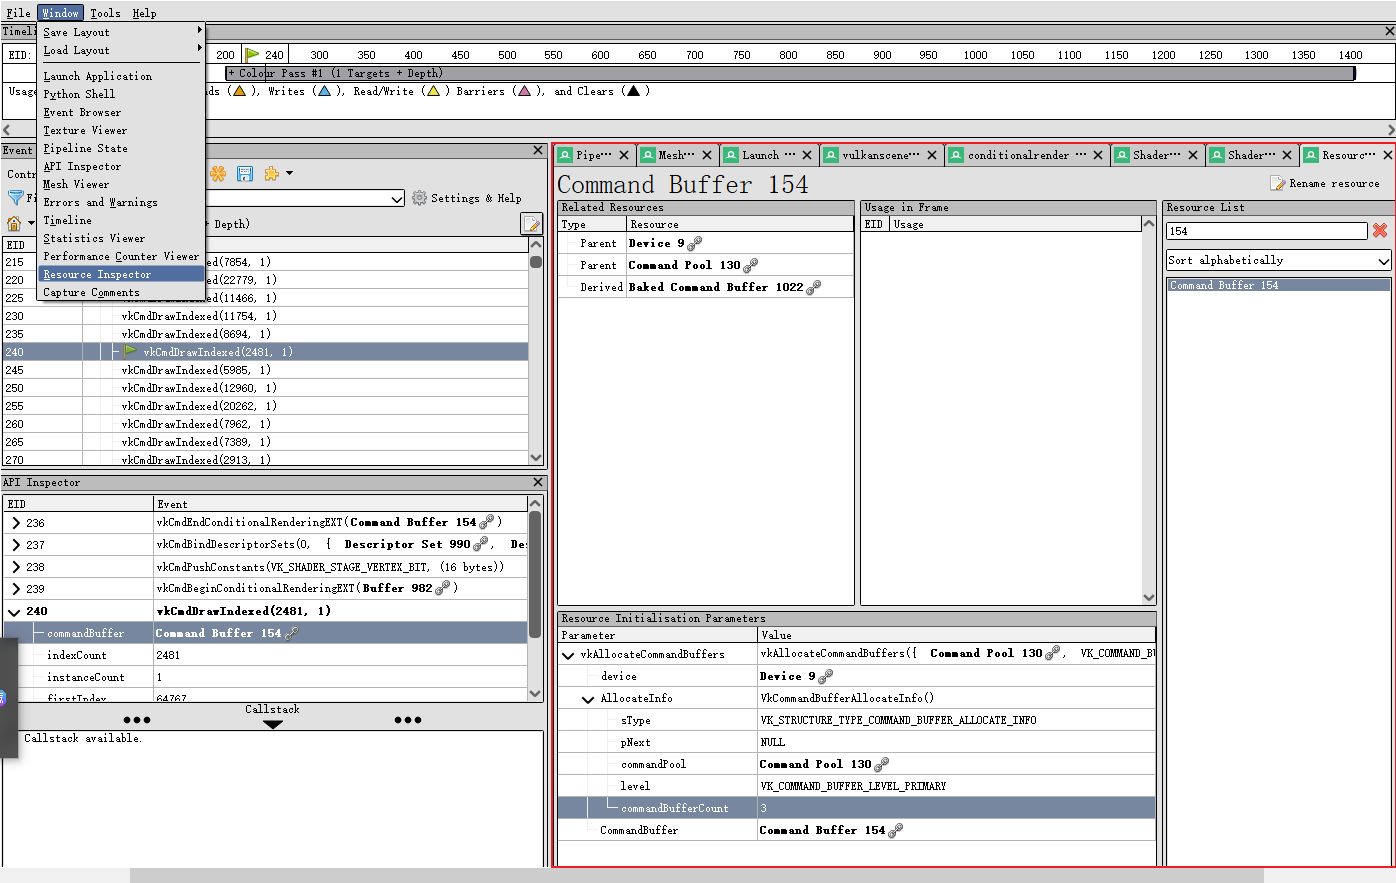 File Window Tools Help
Save Layout
Load Layout
Launch Application
Python Shell
Event Browser
Texture Viewer
Pipeline State
API Inspector
Mesh Viewer
Errors and Warnings
Timeline
Statistics Viewer
Performance Counter Viewer
Resource Inspector
Capture Comments
EID: 200 240 300 350 400 450 500 550 600 650 700 750 800 850 900 950 1000 1050 1100 1150 1200 1250 1300 1350 1400
+ Colour Pass #1 (1 Targets + Depth)
), Writes ( ), Read/Write ( ) Barriers ( ), and Clears ( )
Event
Settings & Help
+ Depth)
EID
215 (7854, 1)
220 (22779, 1)
225 (11466, 1)
230 vkCmdDrawIndexed(11754, 1)
235 vkCmdDrawIndexed(8694, 1)
240 vkCmdDrawIndexed(2481, 1)
245 vkCmdDrawIndexed(5985, 1)
250 vkCmdDrawIndexed(12960, 1)
255 vkCmdDrawIndexed(20262, 1)
260 vkCmdDrawIndexed(7962, 1)
265 vkCmdDrawIndexed(7389, 1)
270 vkCmdDrawIndexed(2913, 1)
API Inspector
EID Event
236 vkCmdEndConditionalRenderingEXT(Command Buffer 154 )
237 vkCmdBindDescriptorSets(0, { Descriptor Set 990 , Des
238 vkCmdPushConstants(VK_SHADER_STAGE_VERTEX_BIT, (16 bytes))
239 vkCmdBeginConditionalRenderingEXT(Buffer 982 )
240 vkCmdDrawIndexed(2481, 1)
commandBuffer Command Buffer 154
indexCount 2481
instanceCount 1
firstIndex 64767
Callstack
Callstack available.
Pipe··· Mesh··· Launch ··· vulkanscene··· conditionalrender ··· Shader··· Shader··· Resourc···
Command Buffer 154
Rename resource
Related Resources
Type Resource
Parent Device 9
Parent Command Pool 130
Derived Baked Command Buffer 1022
Usage in Frame
EID Usage
Resource List
154
Sort alphabetically
Command Buffer 154
Resource Initialisation Parameters
Parameter Value
vkAllocateCommandBuffers vkAllocateCommandBuffers({ Command Pool 130 , VK_COMMAND_BU
device Device 9
AllocateInfo VkCommandBufferAllocateInfo()
sType VK_STRUCTURE_TYPE_COMMAND_BUFFER_ALLOCATE_INFO
pNext NULL
commandPool Command Pool 130
level VK_COMMAND_BUFFER_LEVEL_PRIMARY
commandBufferCount 3
CommandBuffer Command Buffer 154